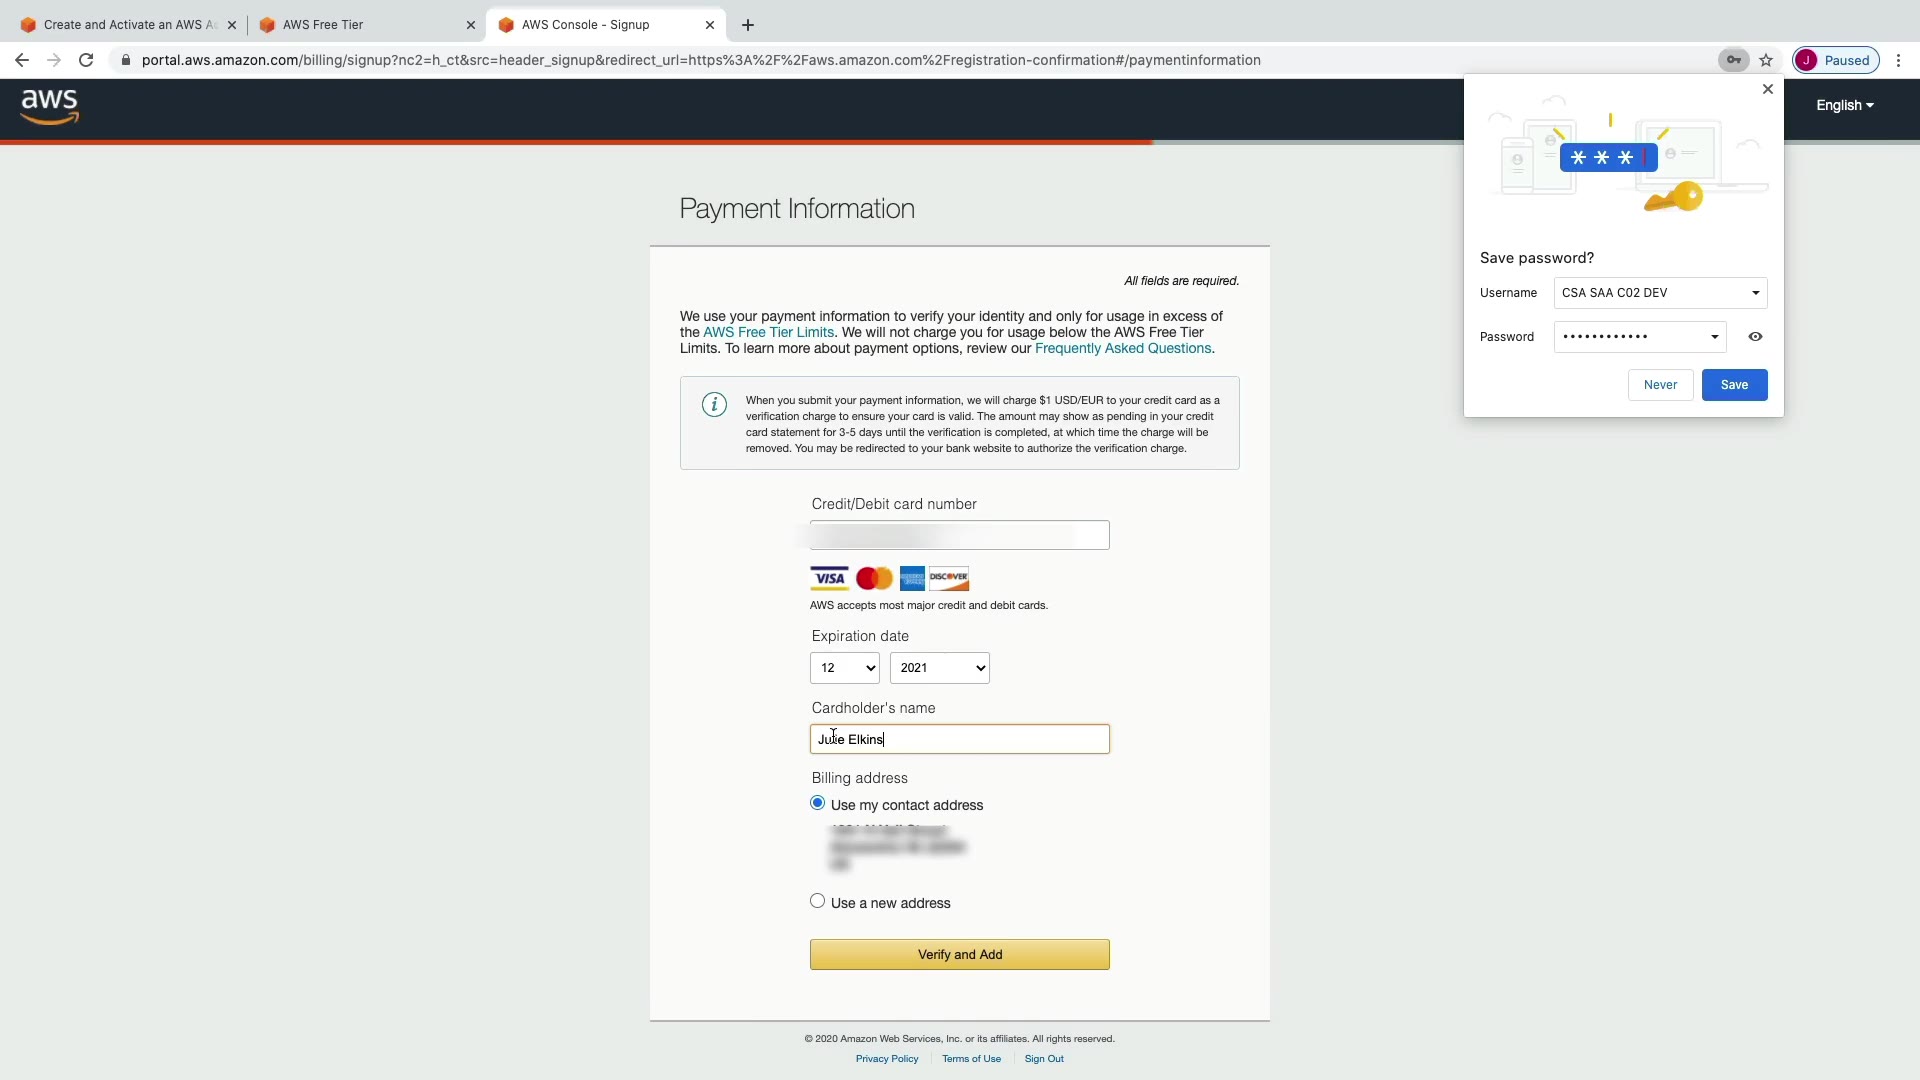 Create and Activate an AWS A
AWS Free Tier
AWS Console - Signup
portal.aws.amazon.com/billing/signup?nc2=h_ct&src=header_signup&redirect_url=https%3A%2F%2Faws.amazon.com%2Fregistration-confirmation#/paymentinformation
J Paused
aws
English
Save password?
Username CSA SAA C02 DEV
Password ••••••••••••
Never Save
Payment Information
All fields are required.
We use your payment information to verify your identity and only for usage in excess of
the AWS Free Tier Limits. We will not charge you for usage below the AWS Free Tier
Limits. To learn more about payment options, review our Frequently Asked Questions.
When you submit your payment information, we will charge $1 USD/EUR to your credit card as a
verification charge to ensure your card is valid. The amount may show as pending in your credit
card statement for 3-5 days until the verification is completed, at which time the charge will be
removed. You may be redirected to your bank website to authorize the verification charge.
Credit/Debit card number
VISA DISCOVER
AWS accepts most major credit and debit cards.
Expiration date
12 2021
Cardholder's name
Elkins
Billing address
Use my contact address
Use a new address
Verify and Add
© 2020 Amazon Web Services, Inc. or its affiliates. All rights reserved.
Privacy Policy Terms of Use Sign Out